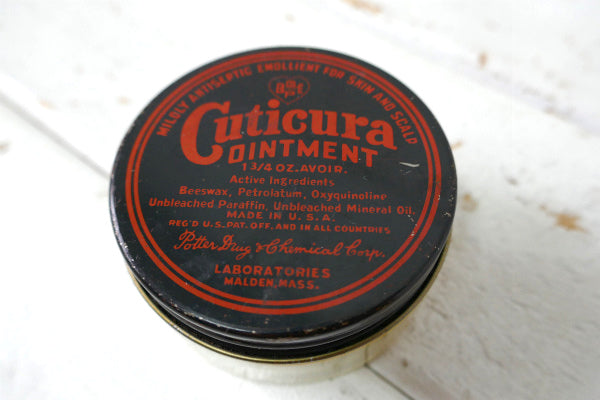 MILDLY ANTISEPTIC EMOLLIENT FOR SKIN AND SCALP
Cuticura
OINTMENT
1 3/4 OZ. AVOIR.
Active Ingredients
Beeswax, Petrolatum, Oxyquinoline
Unbleached Paraffin, Unbleached Mineral Oil.
MADE IN U.S.A.
REG'D U.S. PAT. OFF. AND IN ALL COUNTRIES
Potter Drug & Chemical Corp.
LABORATORIES
MALDEN, MASS.